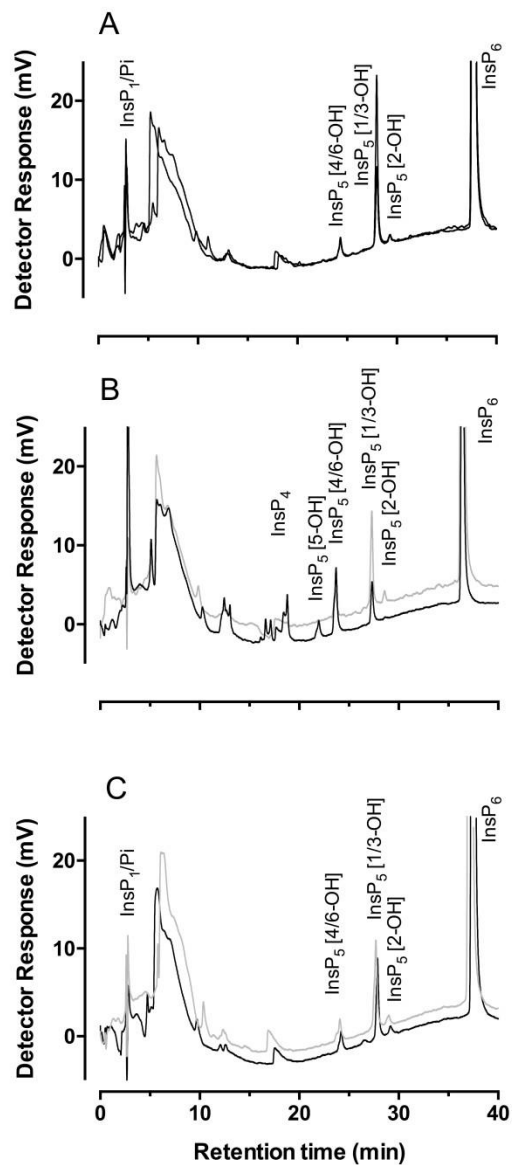 A
Detector Response (mV)
20
10
0
InsP₁/Pi
InsP₅ [4/6-OH]
InsP₅ [1/3-OH]
InsP₅ [2-OH]
InsP₆
B
Detector Response (mV)
20
10
0
InsP₄
InsP₅ [5-OH]
InsP₅ [4/6-OH]
InsP₅ [1/3-OH]
InsP₅ [2-OH]
InsP₆
C
Detector Response (mV)
20
10
0
InsP₁/Pi
InsP₅ [4/6-OH]
InsP₅ [1/3-OH]
InsP₅ [2-OH]
InsP₆
0 10 20 30 40
Retention time (min)